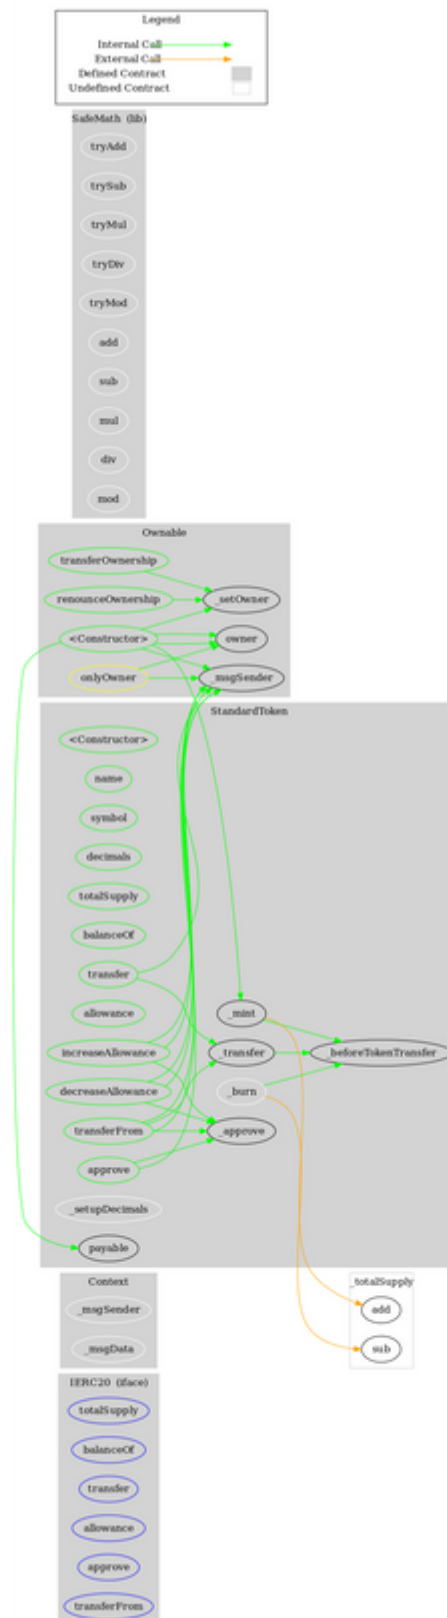 Legend
Internal Call
External Call
Defined Contract
Undefined Contract
SafeMath (lib)
tryAdd
trySub
tryMul
tryDiv
tryMod
add
sub
mul
div
mod
Ownable
transferOwnership
renounceOwnership
_setOwner
<Constructor>
owner
onlyOwner
_msgSender
StandardToken
<Constructor>
name
symbol
decimals
totalSupply
balanceOf
transfer
allowance
_mint
increaseAllowance
_transfer
_beforeTokenTransfer
decreaseAllowance
_burn
transferFrom
_approve
approve
_setupDecimals
payable
Context
_msgSender
_msgData
_totalSupply
add
sub
IERC20 (iface)
totalSupply
balanceOf
transfer
allowance
approve
transferFrom